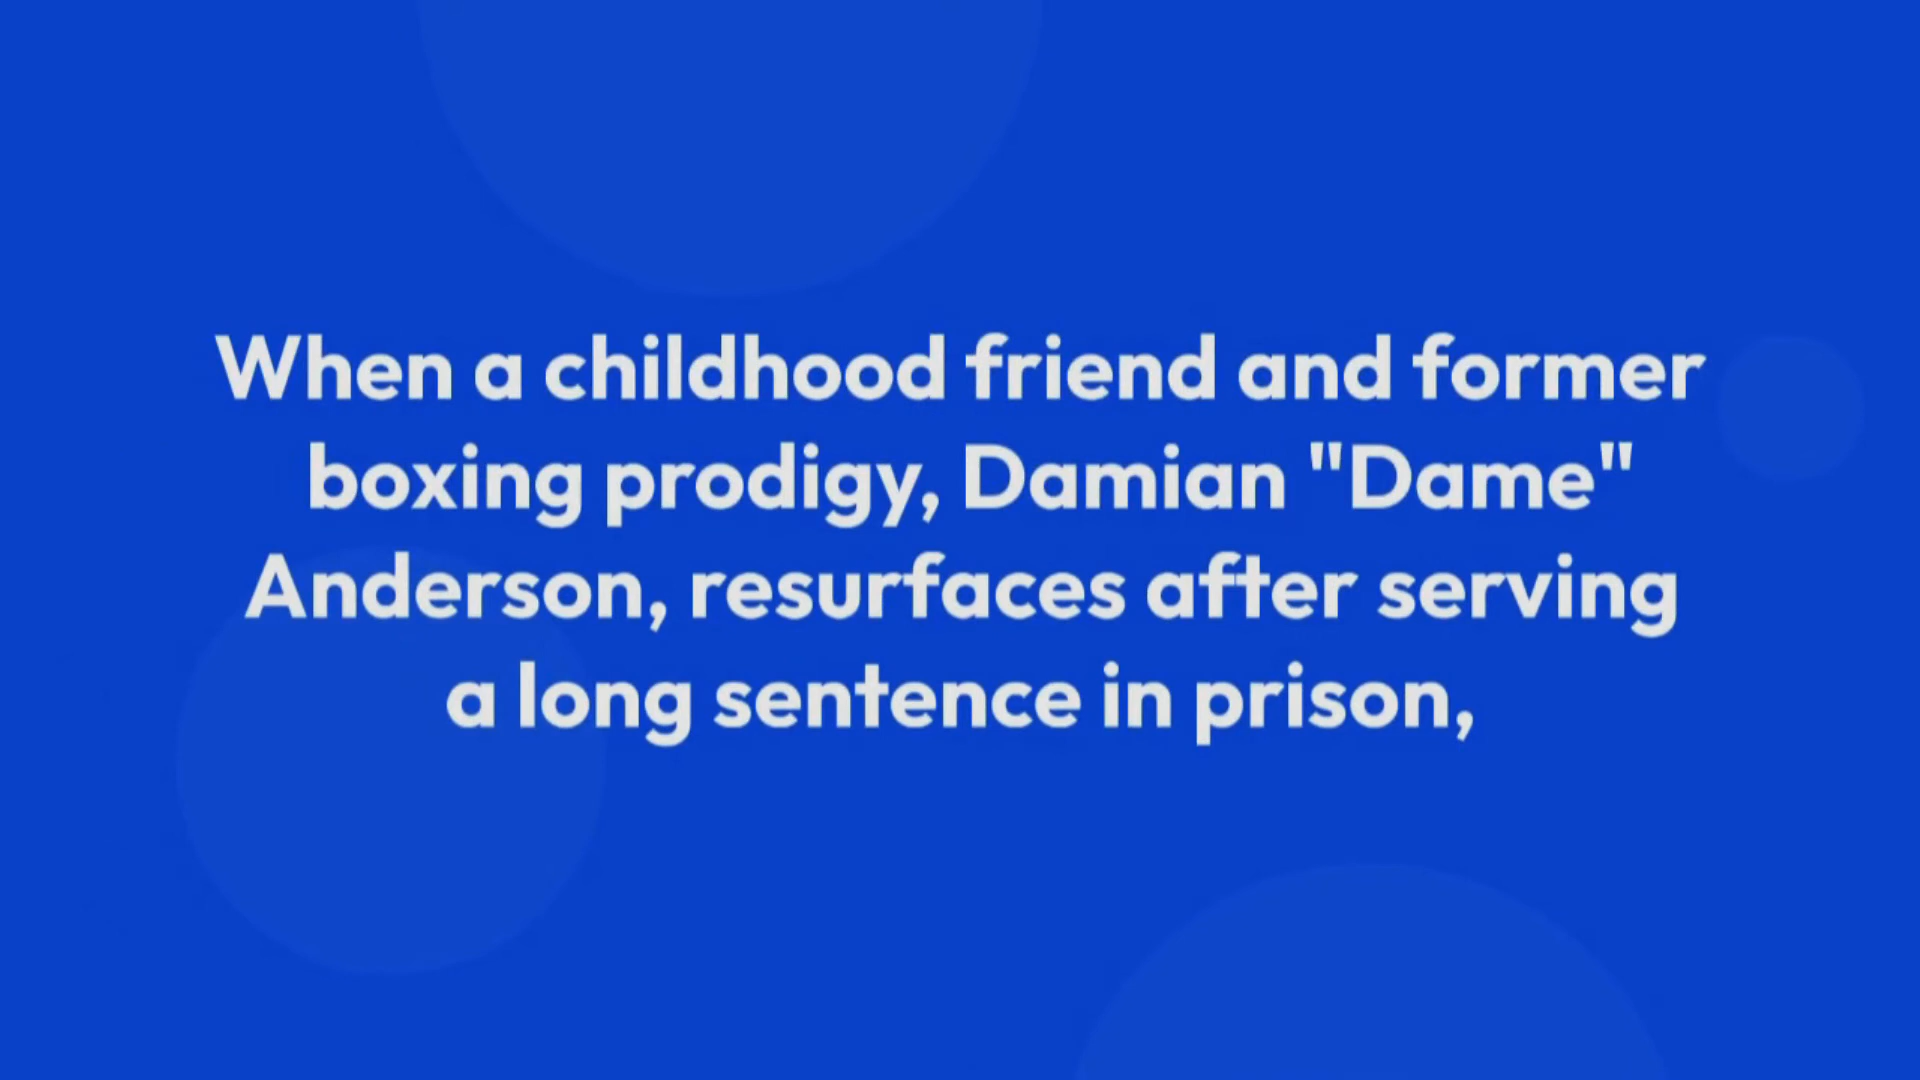 When a childhood friend and former
boxing prodigy, Damian "Dame"
Anderson, resurfaces after serving
a long sentence in prison,